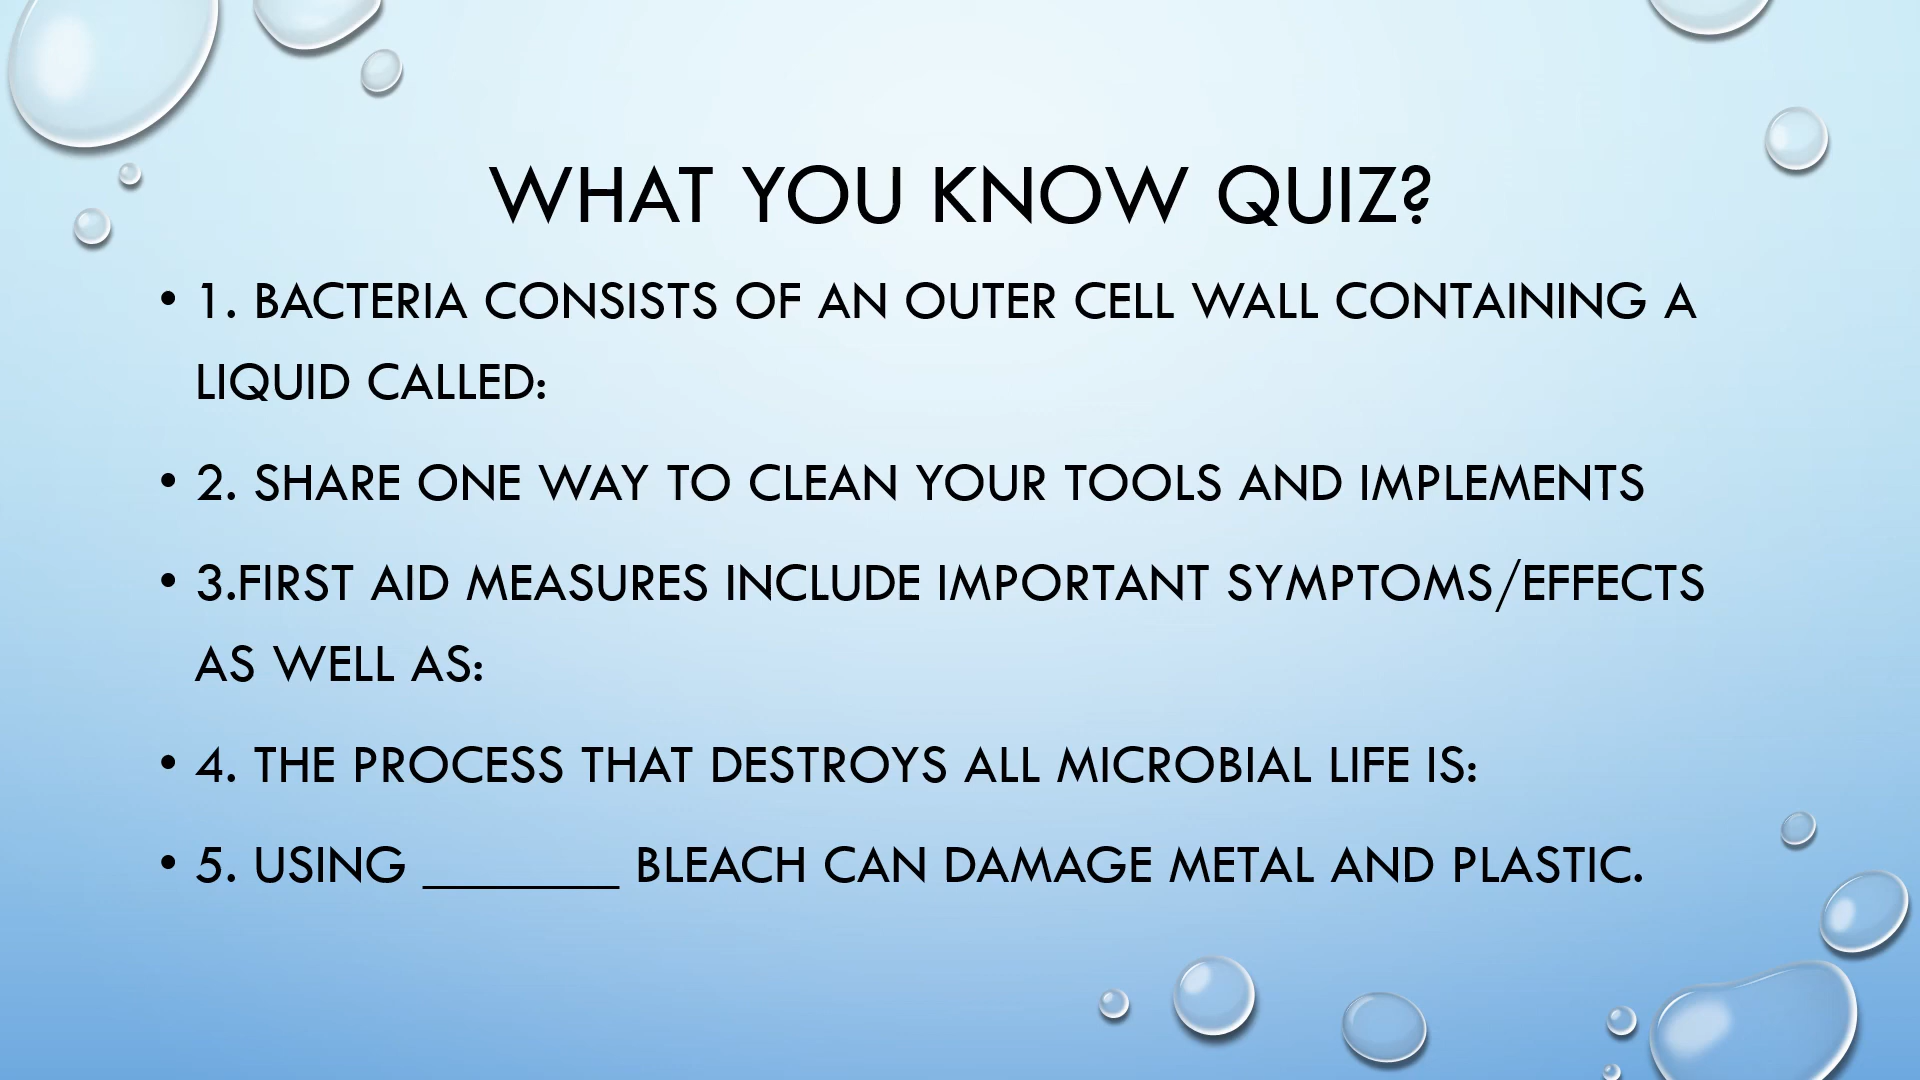 WHAT YOU KNOW QUIZ?
• 1. BACTERIA CONSISTS OF AN OUTER CELL WALL CONTAINING A
LIQUID CALLED:
• 2. SHARE ONE WAY TO CLEAN YOUR TOOLS AND IMPLEMENTS
• 3.FIRST AID MEASURES INCLUDE IMPORTANT SYMPTOMS/EFFECTS
AS WELL AS:
• 4. THE PROCESS THAT DESTROYS ALL MICROBIAL LIFE IS:
• 5. USING ________ BLEACH CAN DAMAGE METAL AND PLASTIC.